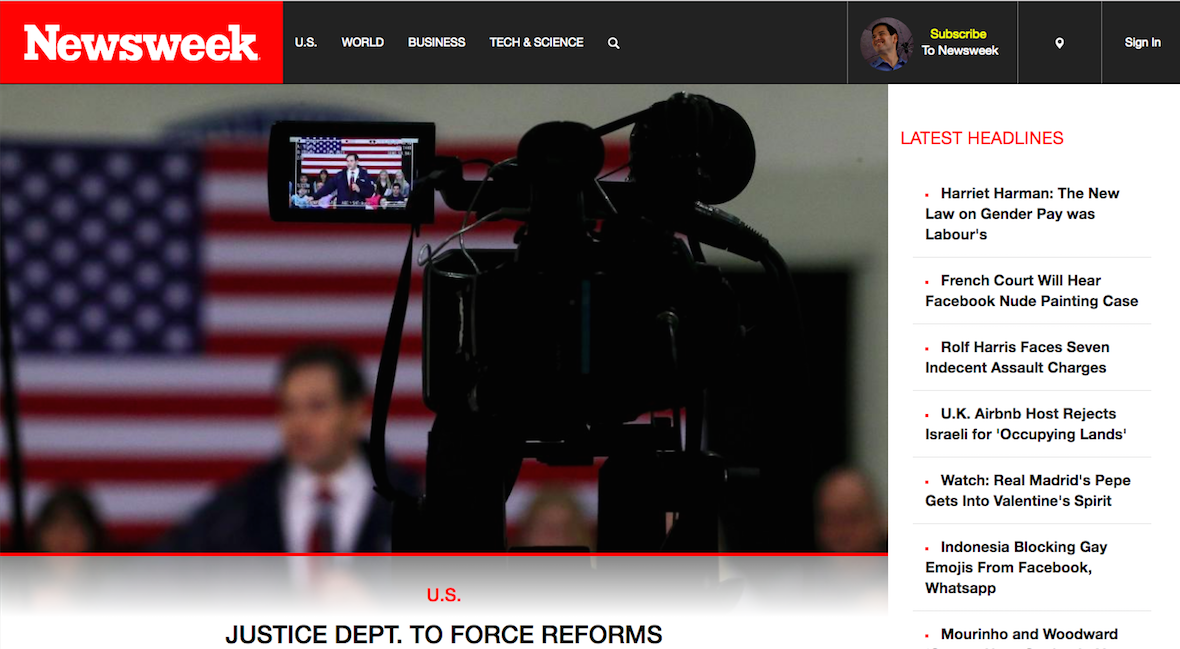 Newsweek
U.S.
WORLD
BUSINESS
TECH & SCIENCE
Subscribe
To Newsweek
Sign In
LATEST HEADLINES
Harriet Harman: The New
Law on Gender Pay was
Labour's
French Court Will Hear
Facebook Nude Painting Case
Rolf Harris Faces Seven
Indecent Assault Charges
U.K. Airbnb Host Rejects
Israeli for 'Occupying Lands'
Watch: Real Madrid's Pepe
Gets Into Valentine's Spirit
Indonesia Blocking Gay
Emojis From Facebook,
Whatsapp
Mourinho and Woodward
U.S.
JUSTICE DEPT. TO FORCE REFORMS